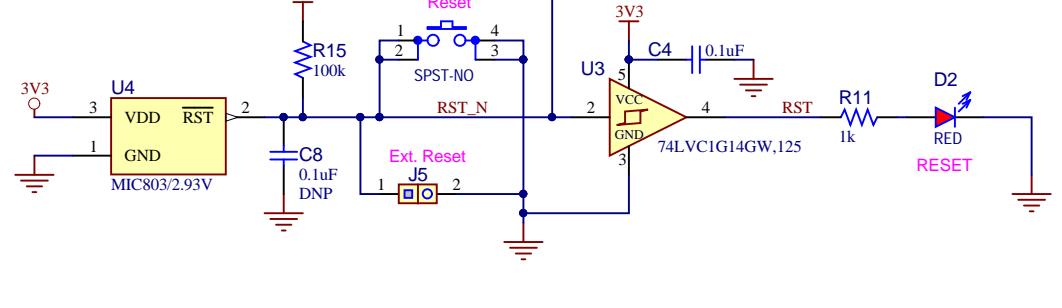 Reset
3V3
1
4
R15
100k
2
3
C4
0.1uF
SPST-NO
U3
5
D2
3V3
U4
VCC
3
VDD
RST
2
RST_N
2
4
RST
R11
GND
1
GND
1k
RED
74LVC1G14GW,125
C8
Ext. Reset
3
RESET
0.1uF
J5
MIC803/2.93V
DNP
1
2